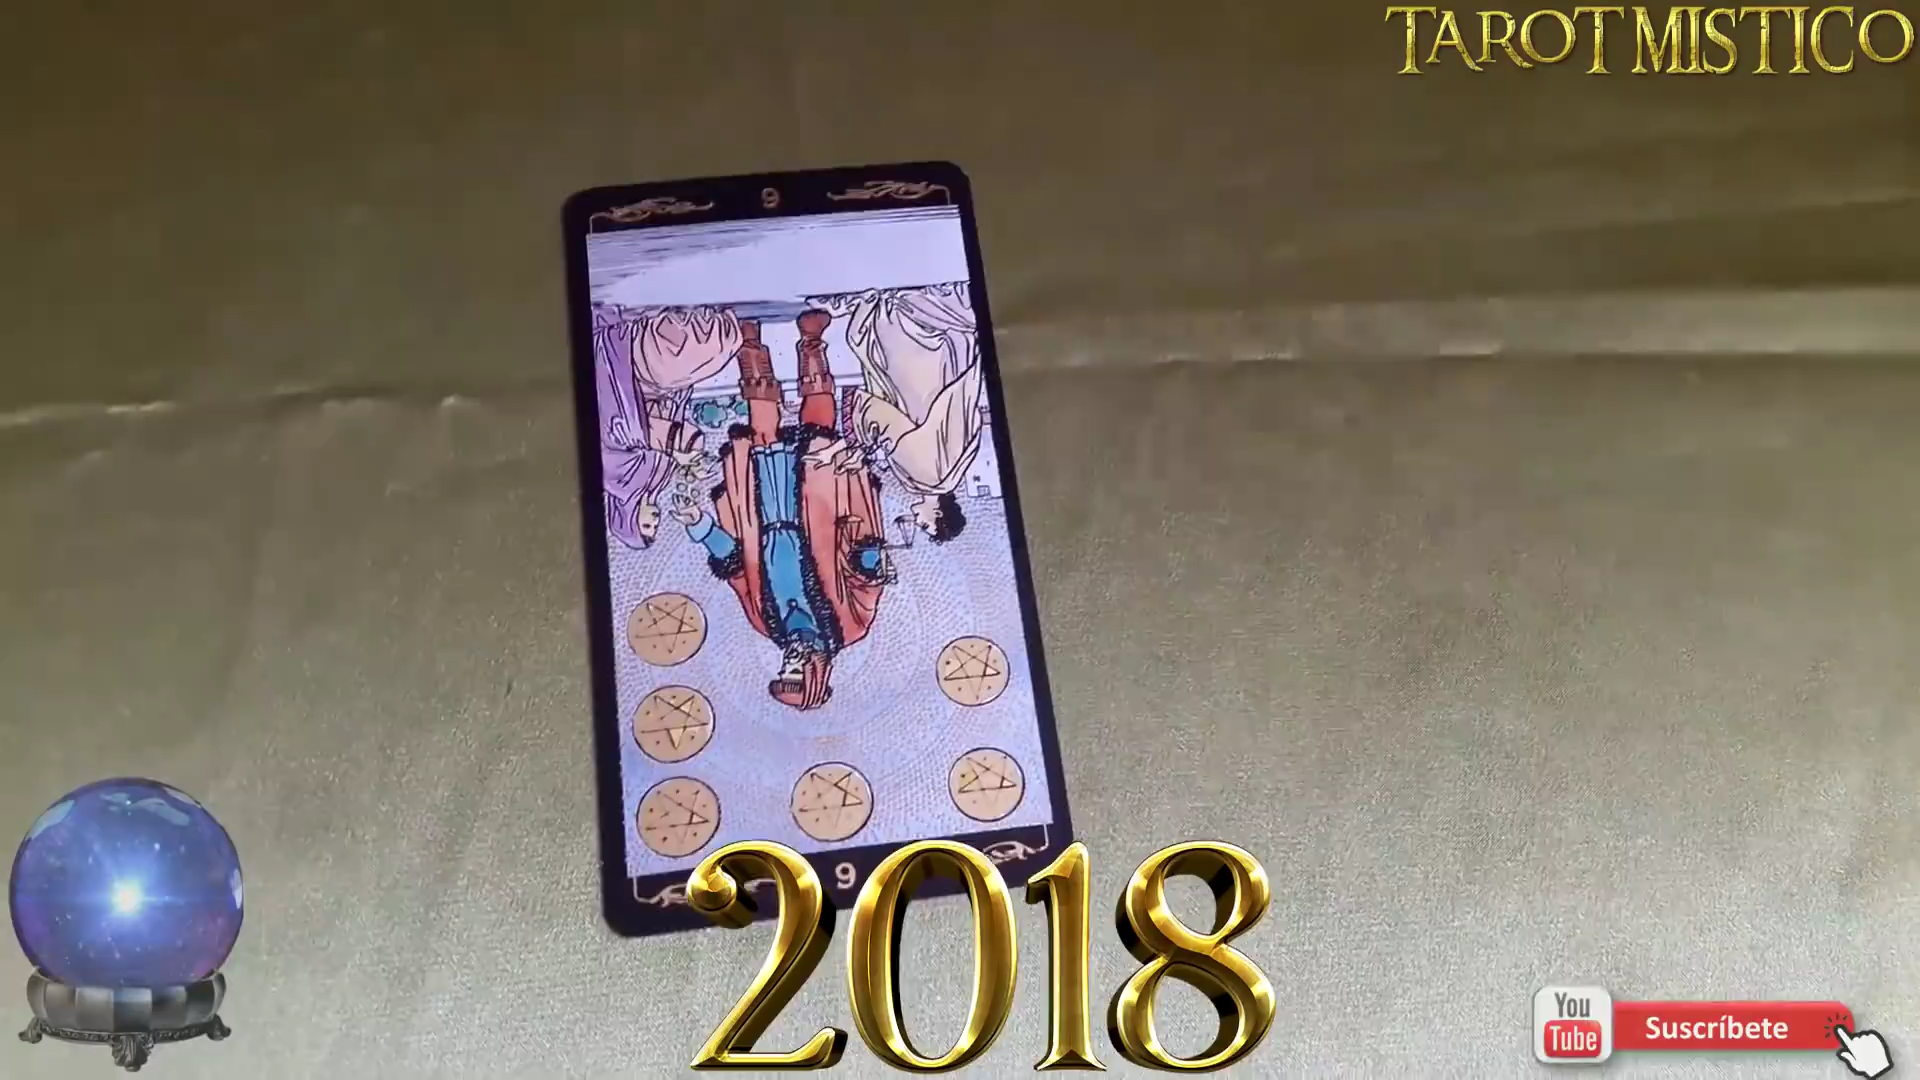 TAROT MISTICO
9
9
2018
You
Tube
Suscríbete